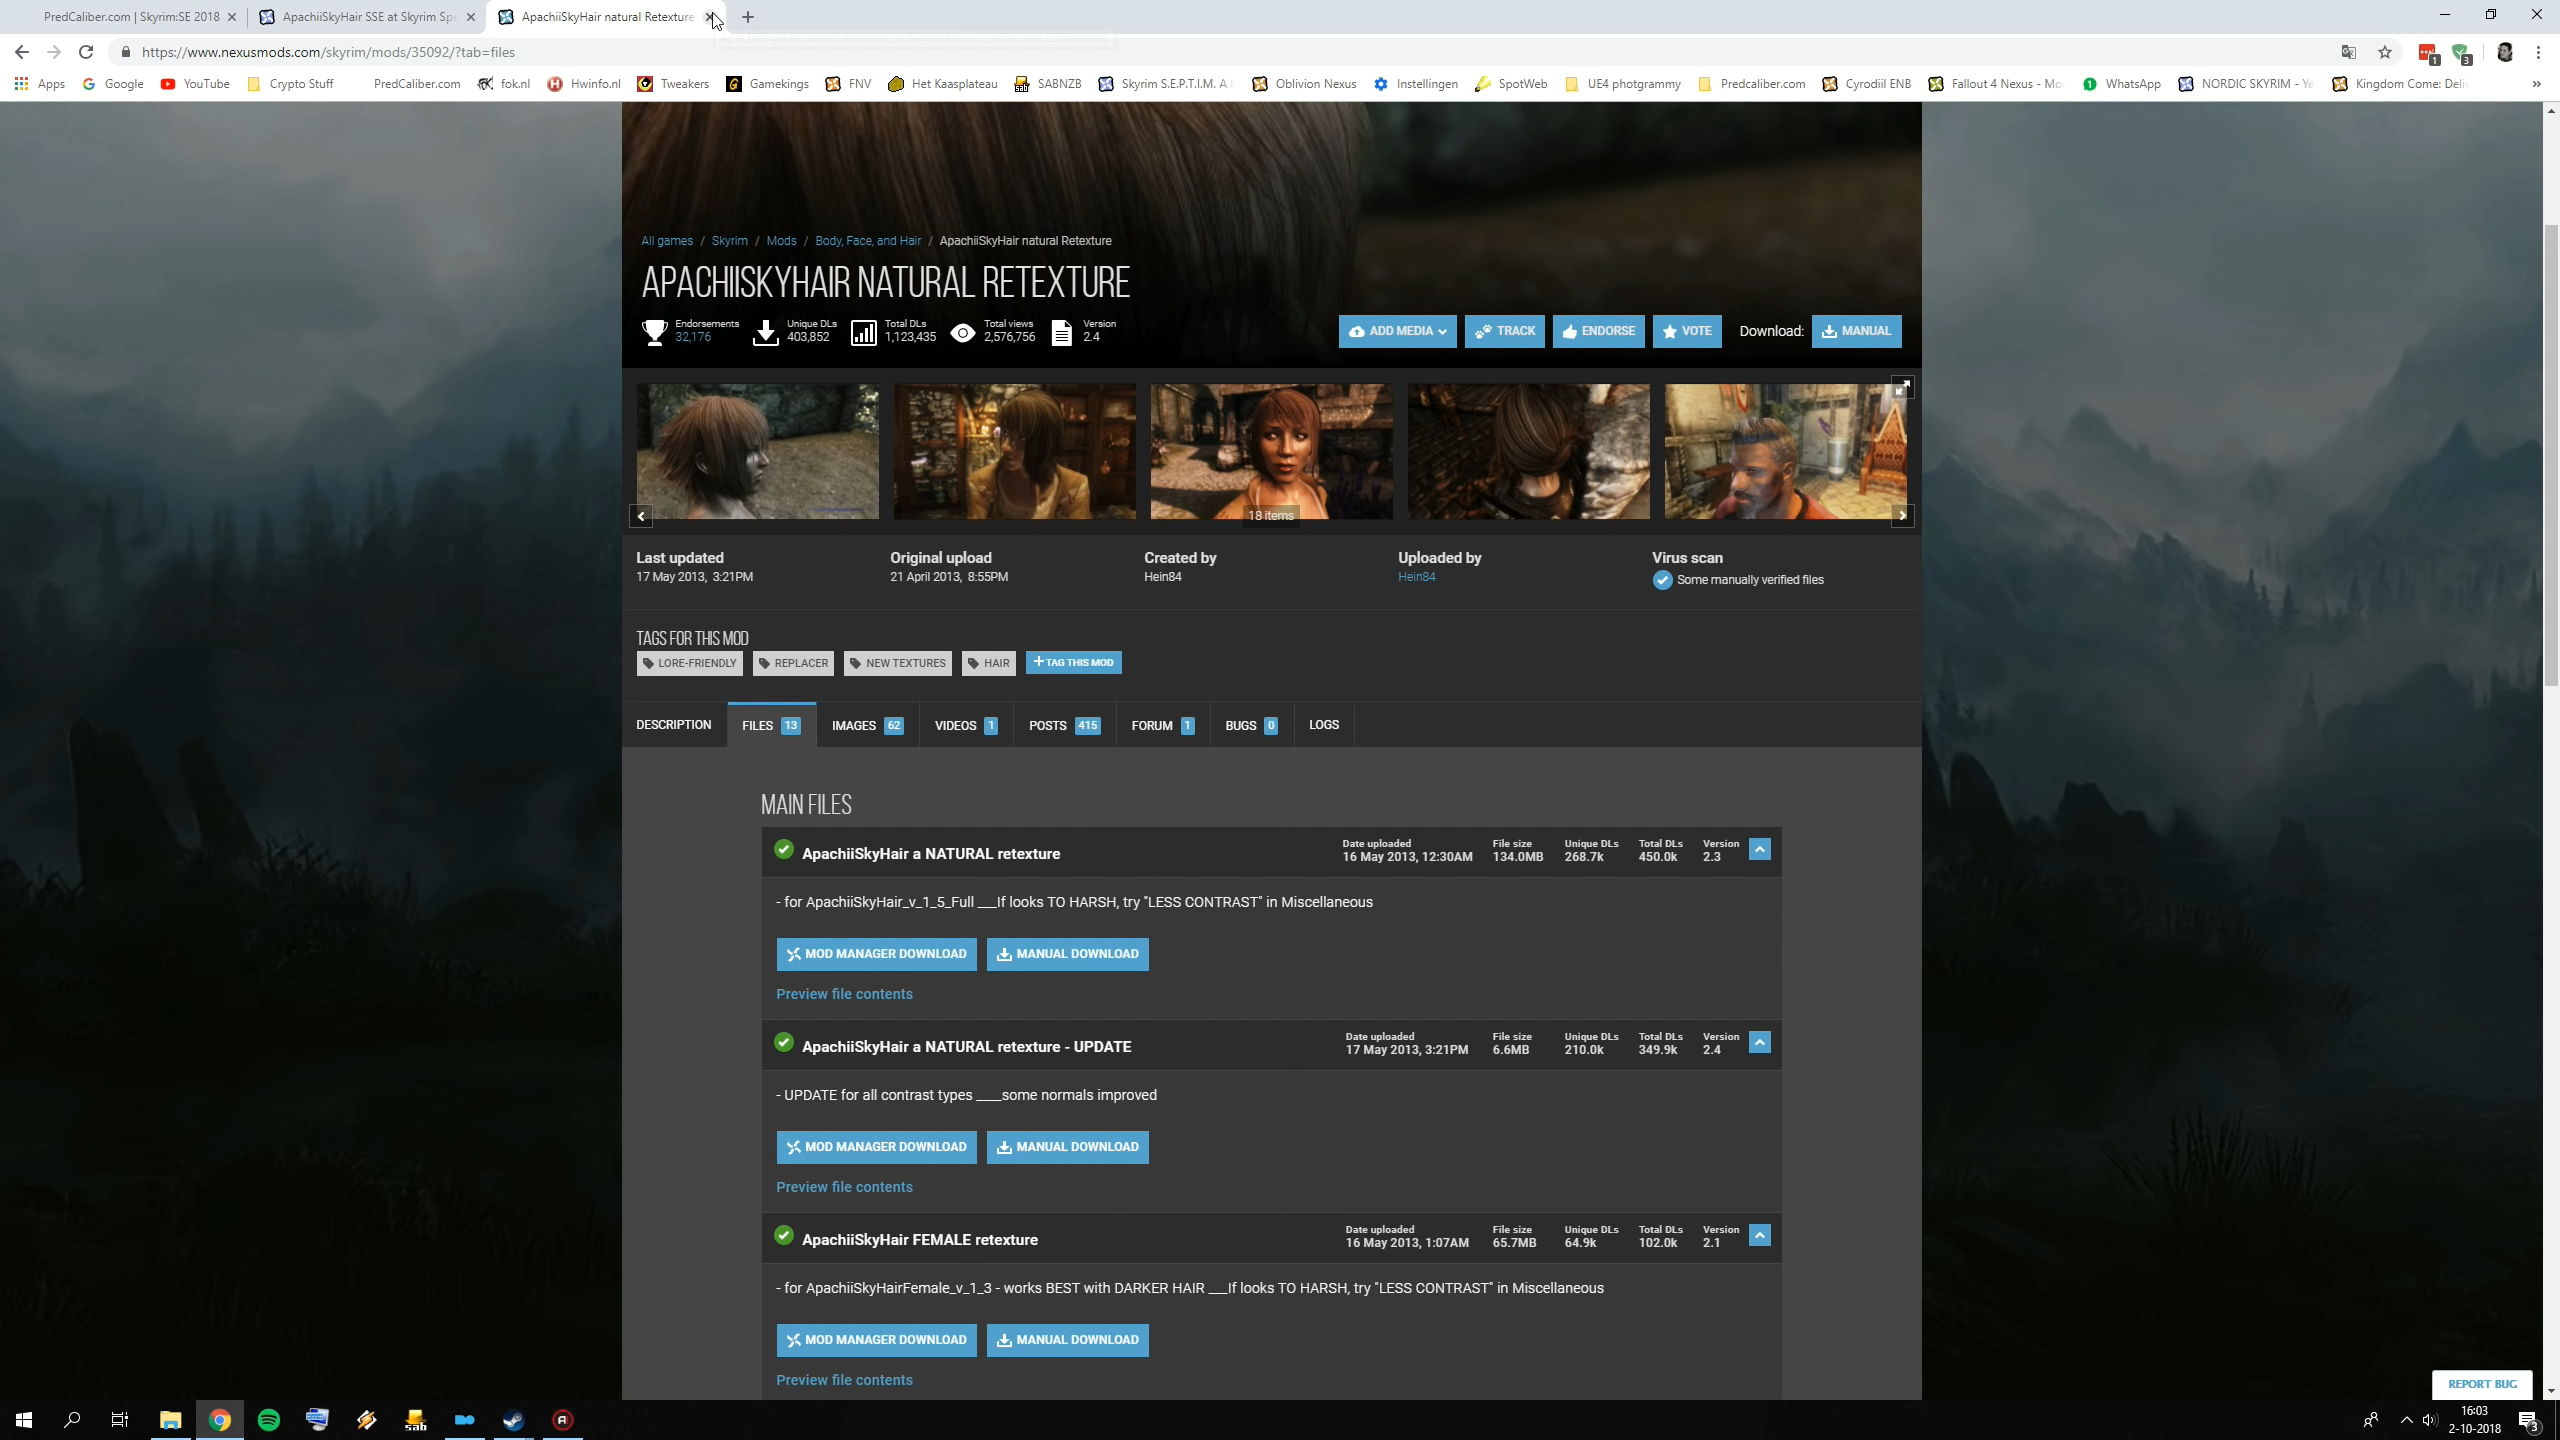 PredCaliber.com | Skyrim:SE 2018
ApachiiSkyHair SSE at Skyrim Spe
ApachiiSkyHair natural Retexture
https://www.nexusmods.com/skyrim/mods/35092/?tab=files
1
3
Apps
Google
YouTube
Crypto Stuff
PredCaliber.com
fok.nl
Hwinfo.nl
Tweakers
Gamekings
FNV
Het Kaasplateau
SABNZB
Skyrim S.E.P.T.I.M. A
Oblivion Nexus
Instellingen
SpotWeb
UE4 photgrammy
Predcaliber.com
Cyrodiil ENB
Fallout 4 Nexus - Mo
WhatsApp
NORDIC SKYRIM - Ye
Kingdom Come: Deli
»
All games / Skyrim / Mods / Body, Face, and Hair / ApachiiSkyHair natural Retexture
APACHIISKYHAIR NATURAL RETEXTURE
Endorsements
32,176
Unique DLs
403,852
Total DLs
1,123,435
Total views
2,576,756
Version
2.4
ADD MEDIA
TRACK
ENDORSE
VOTE
Download:
MANUAL
18 items
Last updated
17 May 2013, 3:21PM
Original upload
21 April 2013, 8:55PM
Created by
Hein84
Uploaded by
Hein84
Virus scan
Some manually verified files
TAGS FOR THIS MOD
LORE-FRIENDLY
REPLACER
NEW TEXTURES
HAIR
+TAG THIS MOD
DESCRIPTION
FILES 13
IMAGES 62
VIDEOS 1
POSTS 415
FORUM 1
BUGS 0
LOGS
MAIN FILES
ApachiiSkyHair a NATURAL retexture
Date uploaded
16 May 2013, 12:30AM
File size
134.0MB
Unique DLs
268.7k
Total DLs
450.0k
Version
2.3
- for ApachiiSkyHair_v_1_5_Full ___If looks TO HARSH, try "LESS CONTRAST" in Miscellaneous
MOD MANAGER DOWNLOAD
MANUAL DOWNLOAD
Preview file contents
ApachiiSkyHair a NATURAL retexture - UPDATE
Date uploaded
17 May 2013, 3:21PM
File size
6.6MB
Unique DLs
210.0k
Total DLs
349.9k
Version
2.4
- UPDATE for all contrast types ____some normals improved
MOD MANAGER DOWNLOAD
MANUAL DOWNLOAD
Preview file contents
ApachiiSkyHair FEMALE retexture
Date uploaded
16 May 2013, 1:07AM
File size
65.7MB
Unique DLs
64.9k
Total DLs
102.0k
Version
2.1
- for ApachiiSkyHairFemale_v_1_3 - works BEST with DARKER HAIR ___If looks TO HARSH, try "LESS CONTRAST" in Miscellaneous
MOD MANAGER DOWNLOAD
MANUAL DOWNLOAD
Preview file contents
REPORT BUG
sab
16:03
2-10-2018
3